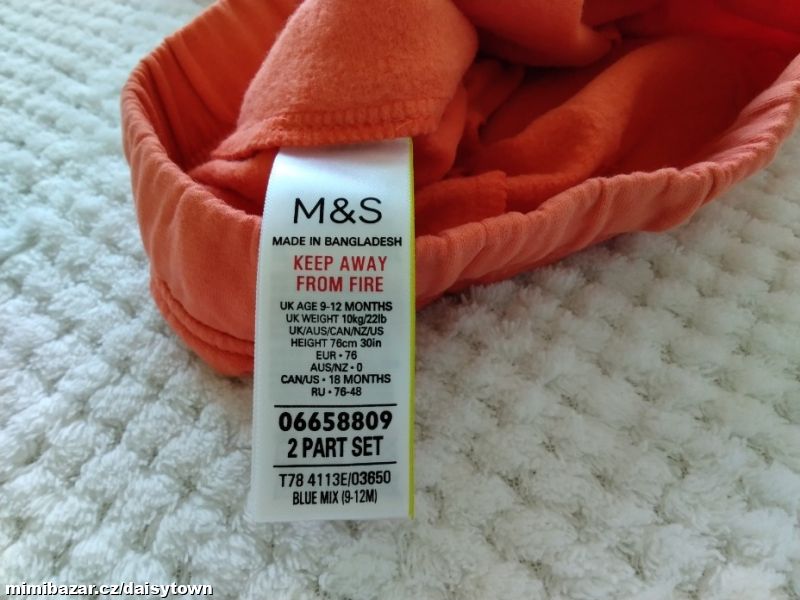 M&S
MADE IN BANGLADESH
KEEP AWAY
FROM FIRE
UK AGE 9-12 MONTHS
UK WEIGHT 10kg/22lb
UK/AUS/CAN/NZ/US
HEIGHT 76cm 30in
EUR • 76
AUS/NZ • 0
CAN/US • 18 MONTHS
RU • 76-48
06658809
2 PART SET
T78 4113E/03650
BLUE MIX (9-12M)
mimibazar.cz/daisytown